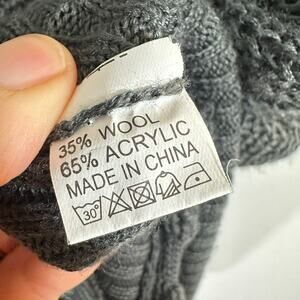 35% WOOL
65% ACRYLIC
MADE IN CHINA
30°